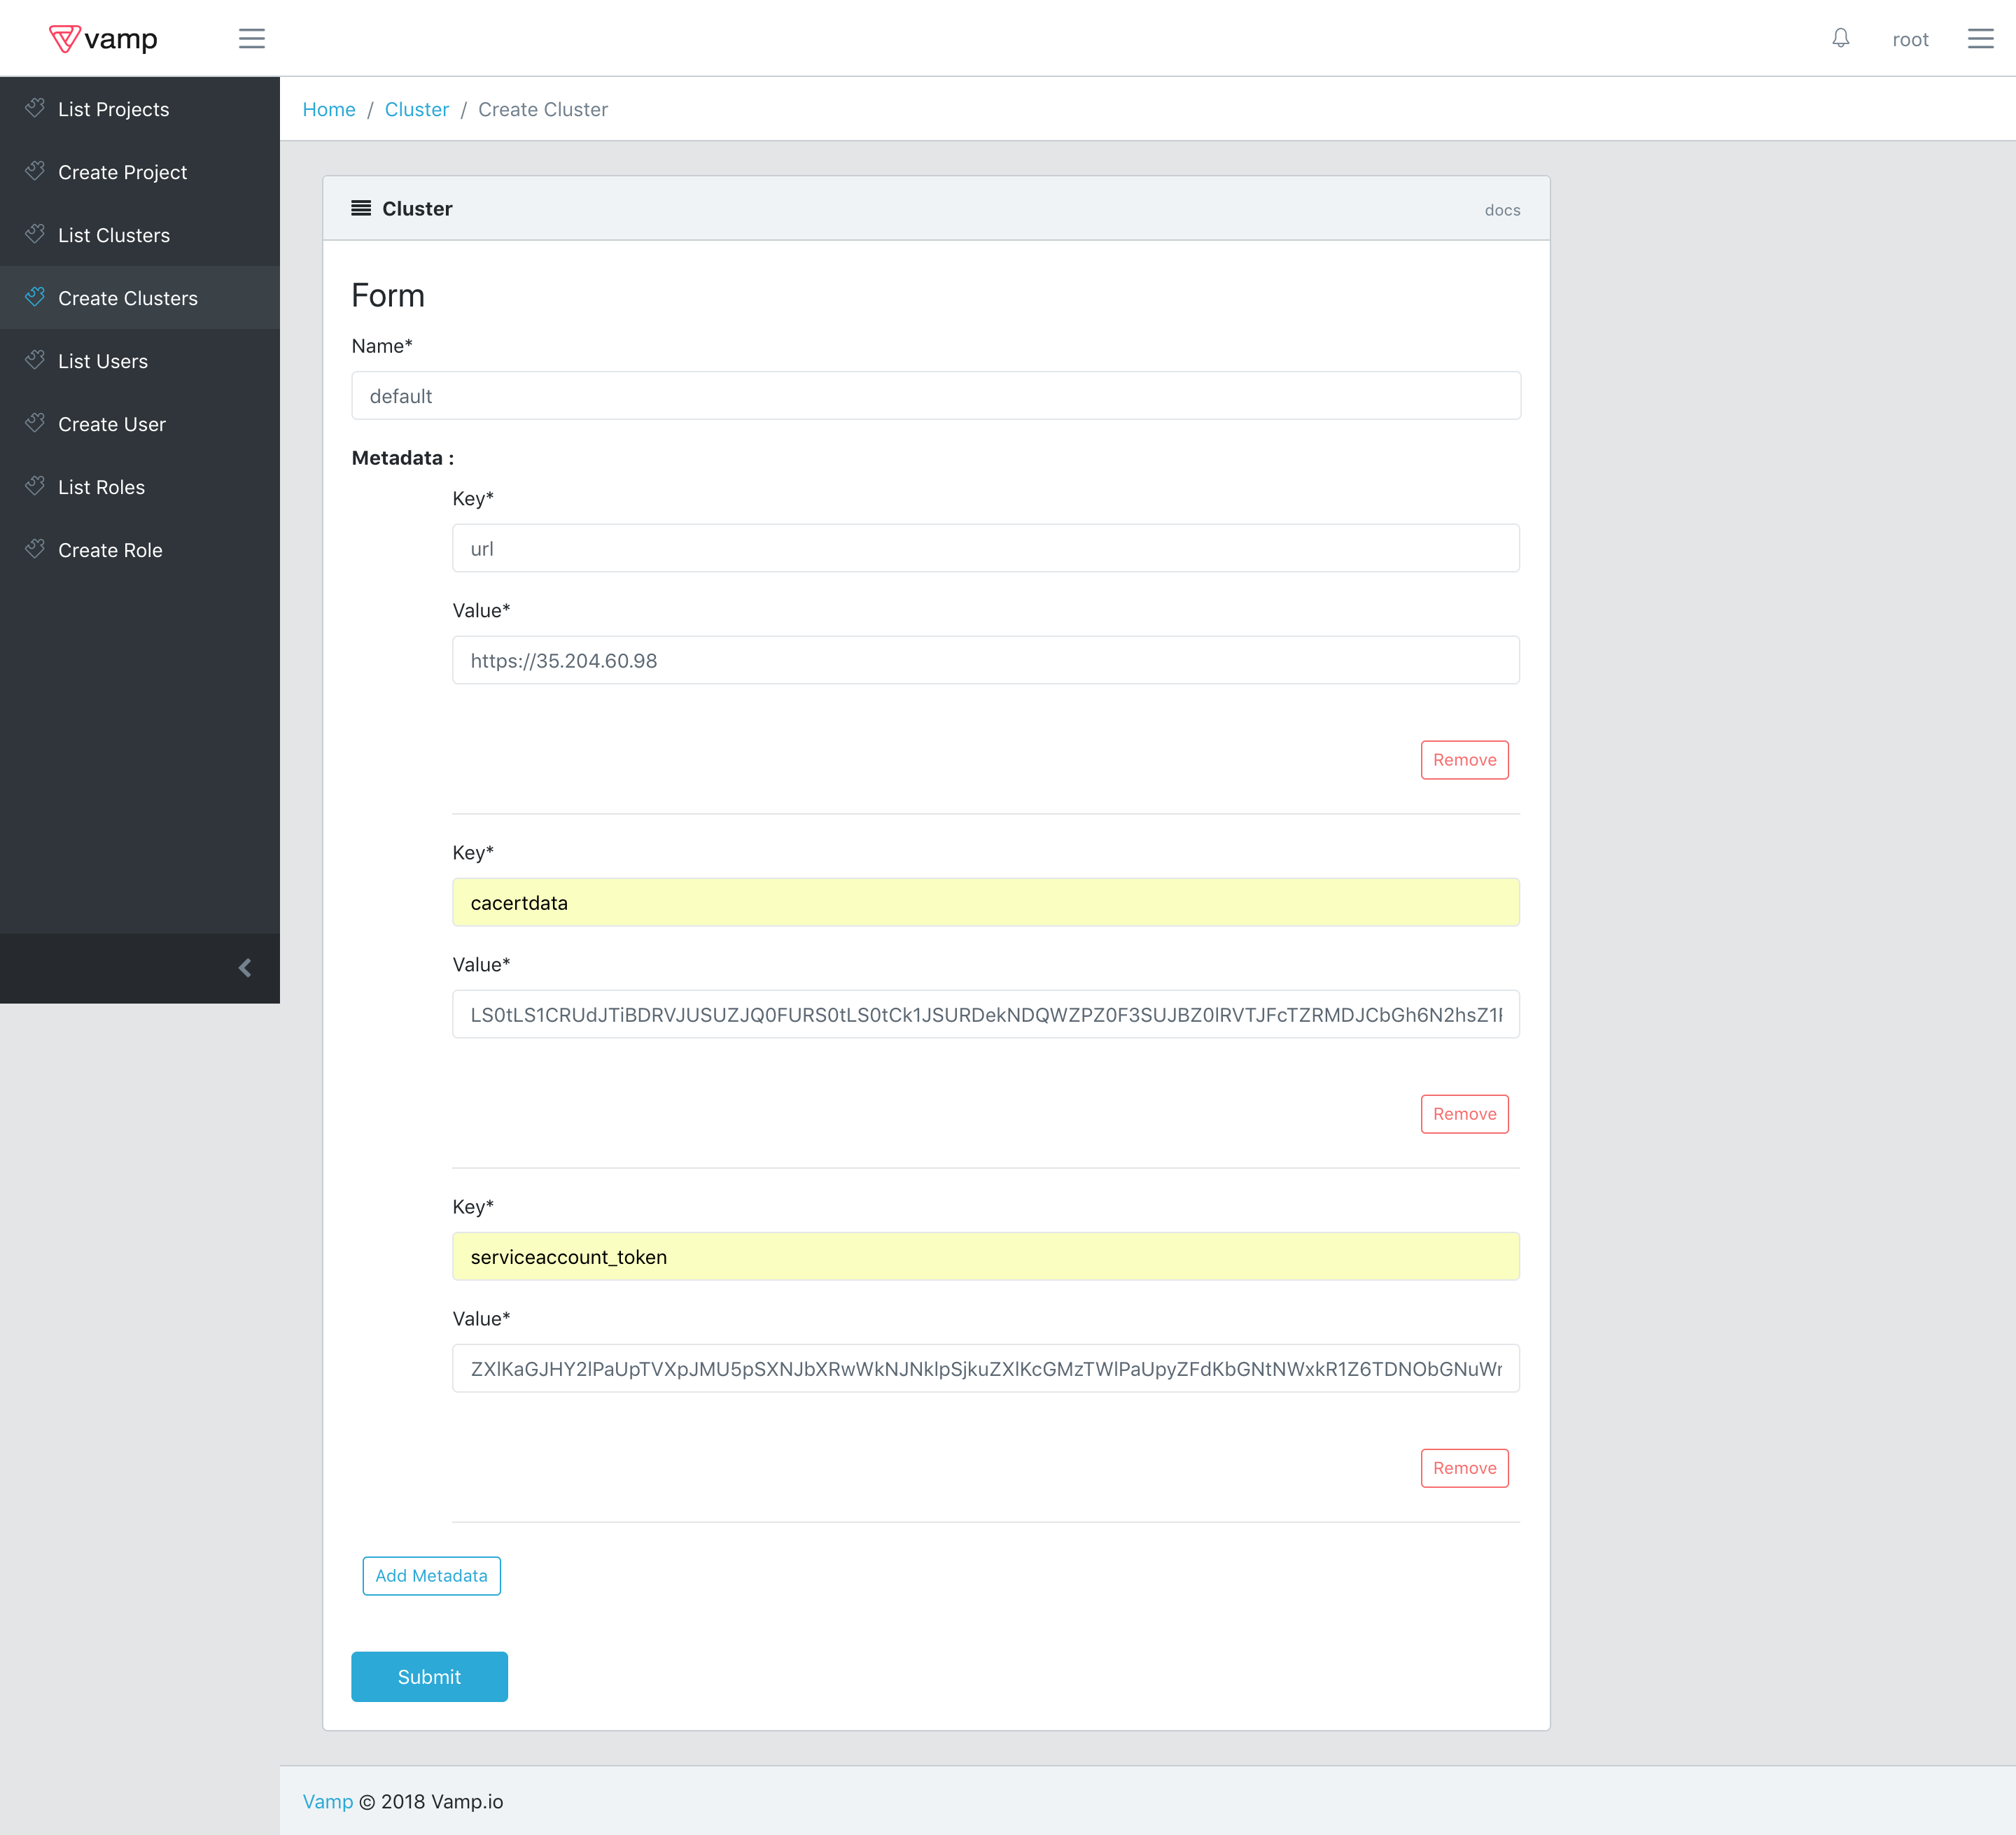 vamp
root
List Projects
Create Project
List Clusters
Create Clusters
List Users
Create User
List Roles
Create Role
Home / Cluster / Create Cluster
Cluster
docs
Form
Name*
default
Metadata :
Key*
url
Value*
https://35.204.60.98
Remove
Key*
cacertdata
Value*
Remove
Key*
serviceaccount_token
Value*
Remove
Add Metadata
Submit
Vamp © 2018 Vamp.io